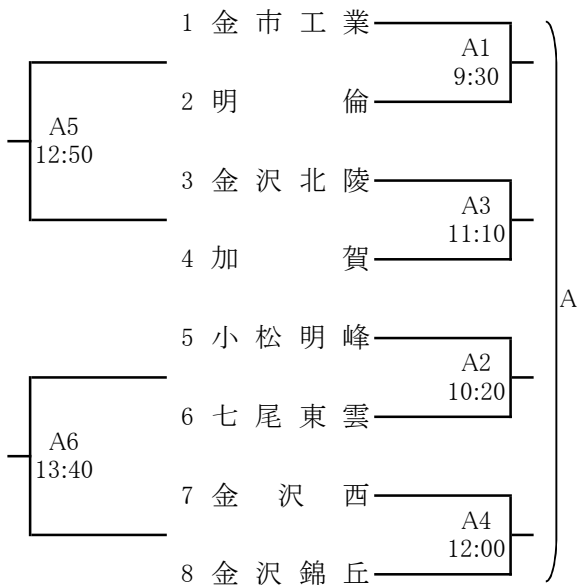 1 金市工業
A1
9:30
2 明倫
A5
12:50
3 金沢北陵
A3
11:10
4 加賀
A
5 小松明峰
A2
10:20
6 七尾東雲
A6
13:40
7 金沢西
A4
12:00
8 金沢錦丘